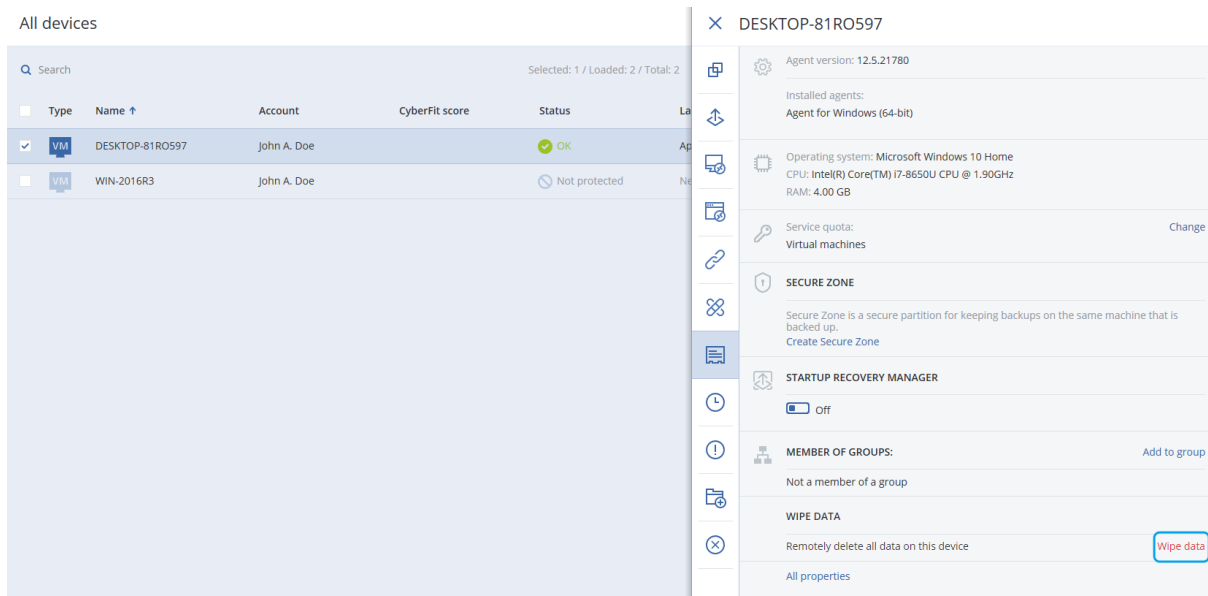 All devices
Search
Selected: 1 / Loaded: 2 / Total: 2
Type Name ↑ Account CyberFit score Status La
VM DESKTOP-81RO597 John A. Doe OK Ap
VM WIN-2016R3 John A. Doe Not protected Ne
DESKTOP-81RO597
Agent version: 12.5.21780
Installed agents:
Agent for Windows (64-bit)
Operating system: Microsoft Windows 10 Home
CPU: Intel(R) Core(TM) i7-8650U CPU @ 1.90GHz
RAM: 4.00 GB
Service quota: Change
Virtual machines
SECURE ZONE
Secure Zone is a secure partition for keeping backups on the same machine that is
backed up.
Create Secure Zone
STARTUP RECOVERY MANAGER
Off
MEMBER OF GROUPS: Add to group
Not a member of a group
WIPE DATA
Remotely delete all data on this device Wipe data
All properties